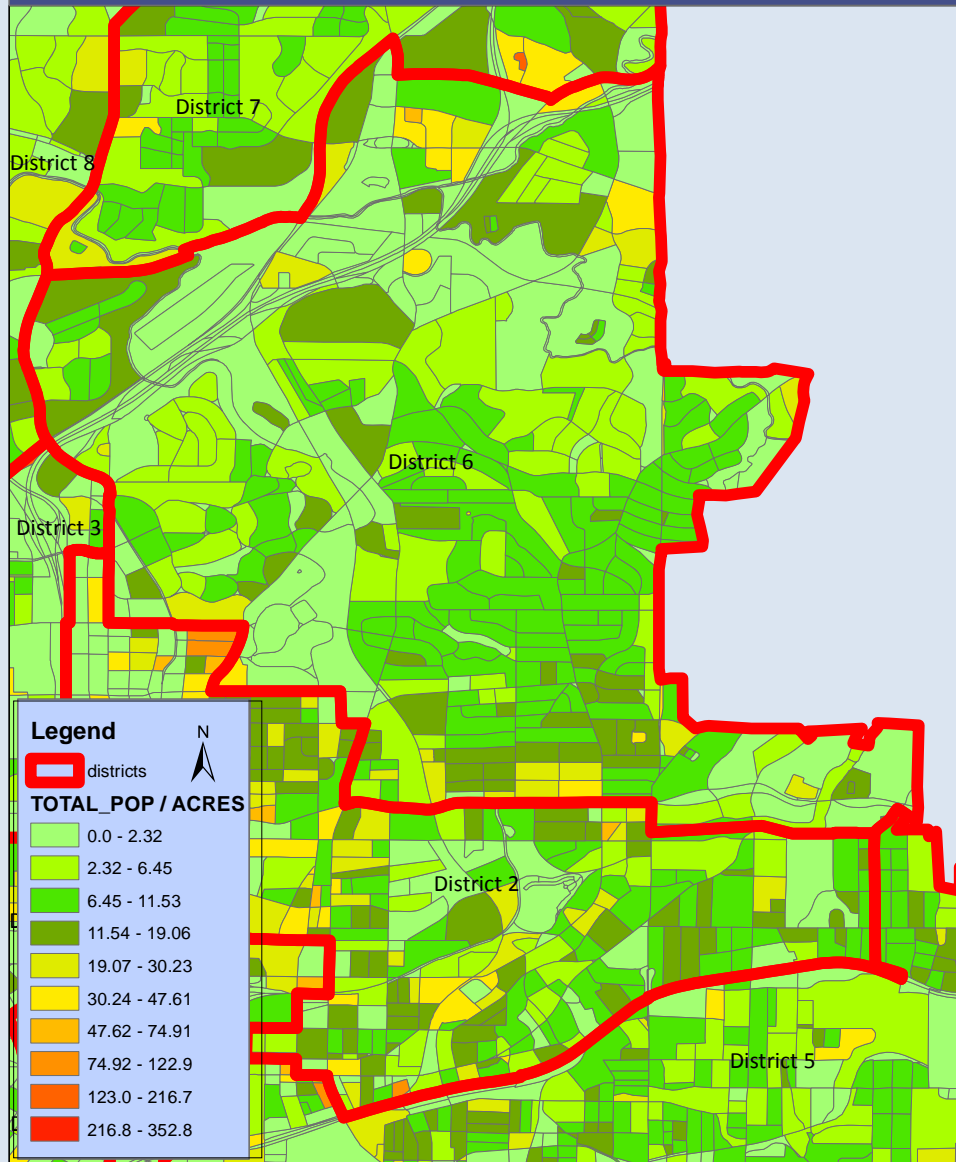 District 7
District 8
District 6
District 3
Legend
N
districts
TOTAL_POP / ACRES
0.0 - 2.32
2.32 - 6.45
6.45 - 11.53
11.54 - 19.06
19.07 - 30.23
30.24 - 47.61
47.62 - 74.91
74.92 - 122.9
123.0 - 216.7
216.8 - 352.8
District 2
District 5